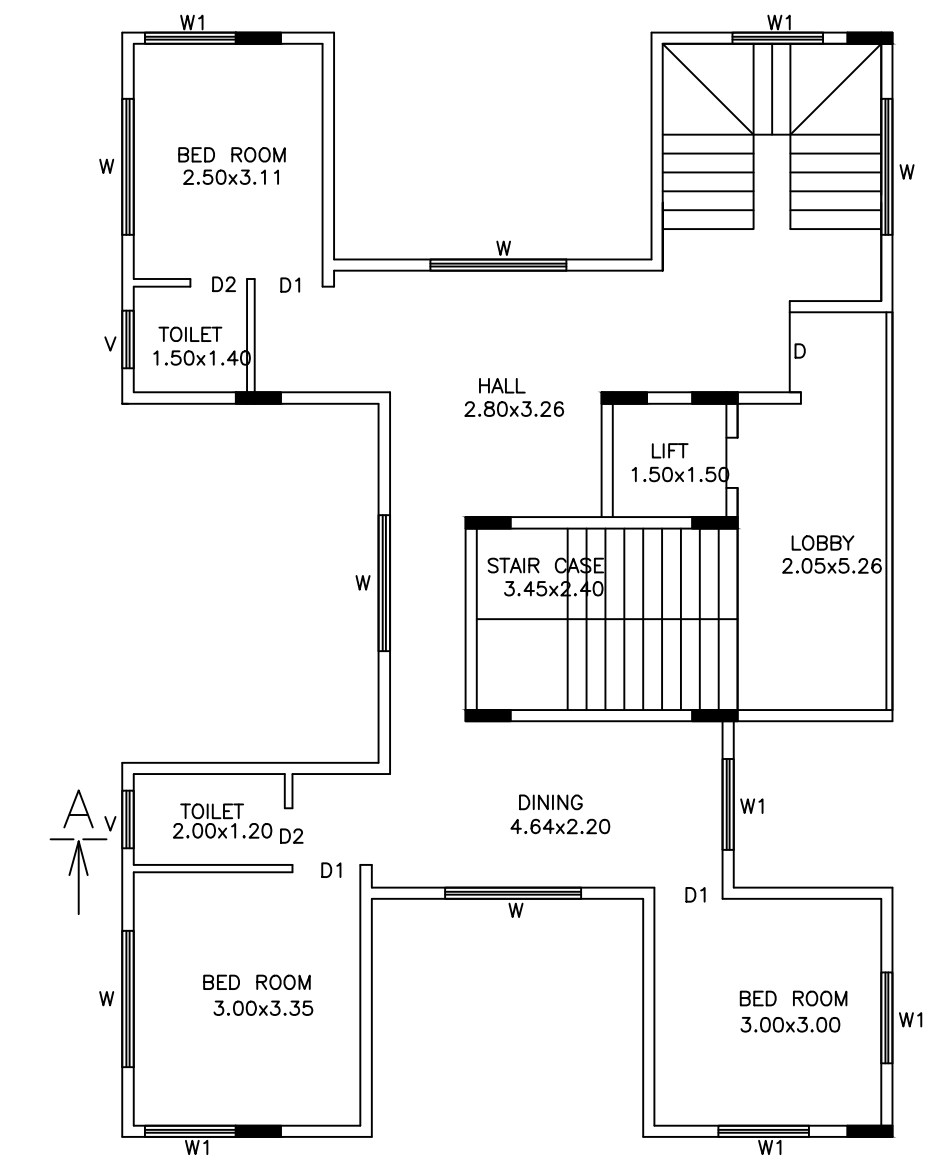 W1
W1
BED ROOM
2.50x3.11
W
W
W
D2
D1
TOILET
1.50x1.40
V
D
HALL
2.80x3.26
LIFT
1.50x1.50
LOBBY
2.05x5.26
STAIR CASE
3.45x2.40
W
A
V
TOILET
2.00x1.20
D2
DINING
4.64x2.20
W1
D1
D1
W
BED ROOM
3.00x3.35
W
BED ROOM
3.00x3.00
W1
W1
W1